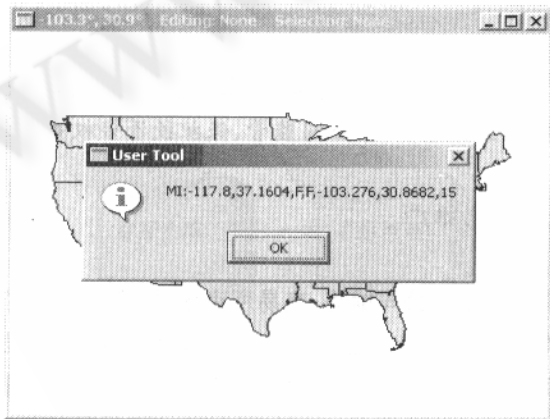 -103.3°, 30.9° Editing: None Selecting: None
User Tool
MI:-117.8,37.1604,F,F,-103.276,30.8682,15
OK